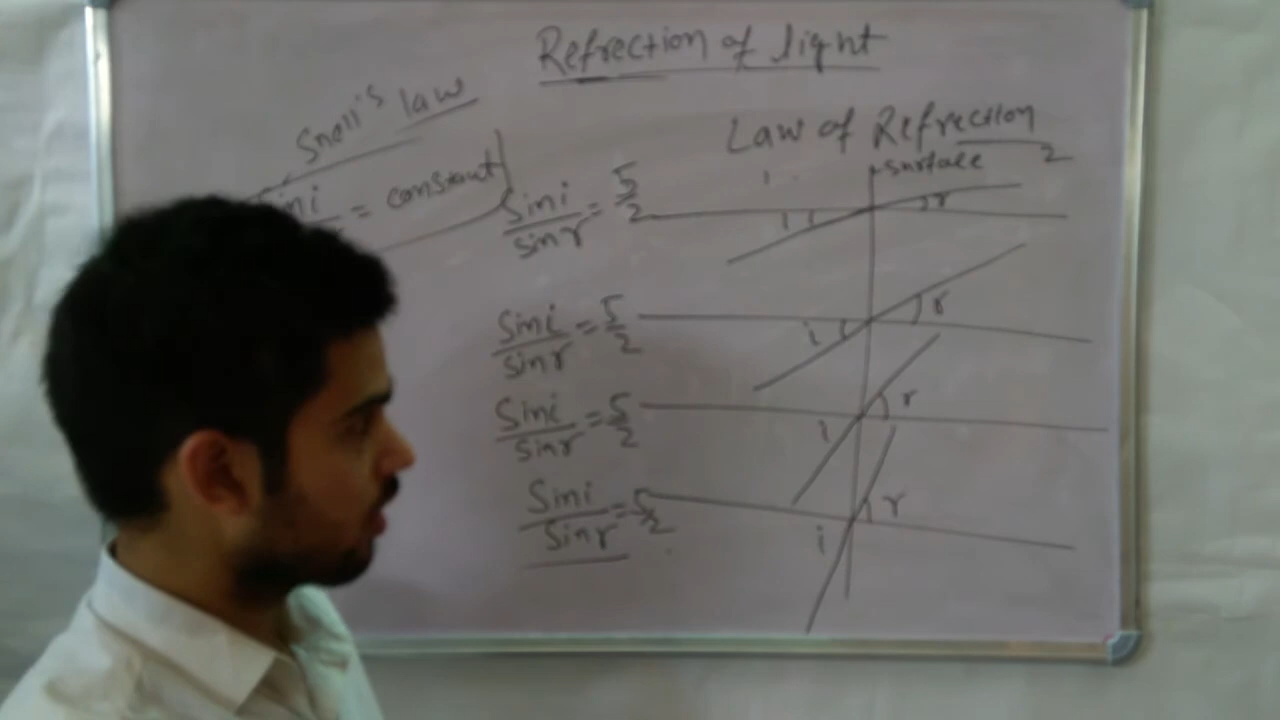 Refrection of light
Snell's law
sin i
= constant
Law of Refrection
2
surface
Sin i / sin r = 5/2
i
r
Sin i / sin r = 5/2
i
r
Sin i / sin r = 5/2
i
r
Sin i / Sin r = 5/2
i
r